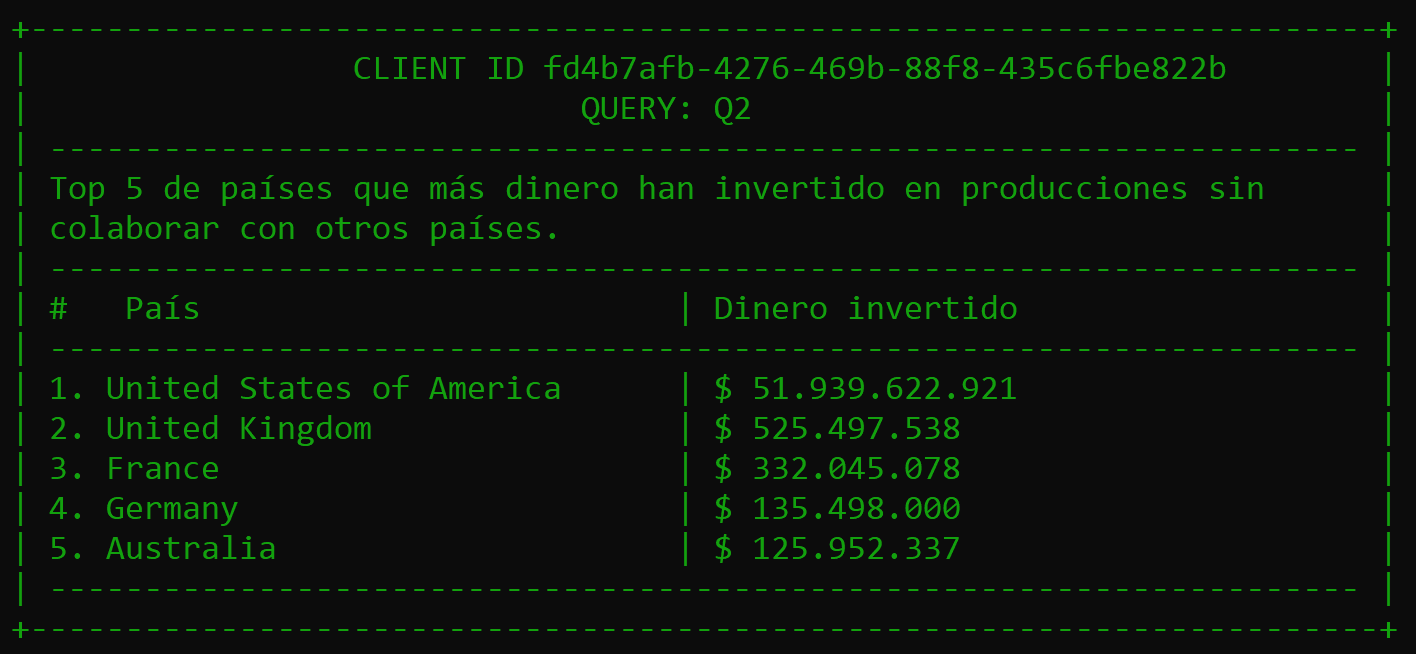 CLIENT ID fd4b7afb-4276-469b-88f8-435c6fbe822b
QUERY: Q2
Top 5 de países que más dinero han invertido en producciones sin
colaborar con otros países.
# País | Dinero invertido
1. United States of America | $ 51.939.622.921
2. United Kingdom | $ 525.497.538
3. France | $ 332.045.078
4. Germany | $ 135.498.000
5. Australia | $ 125.952.337